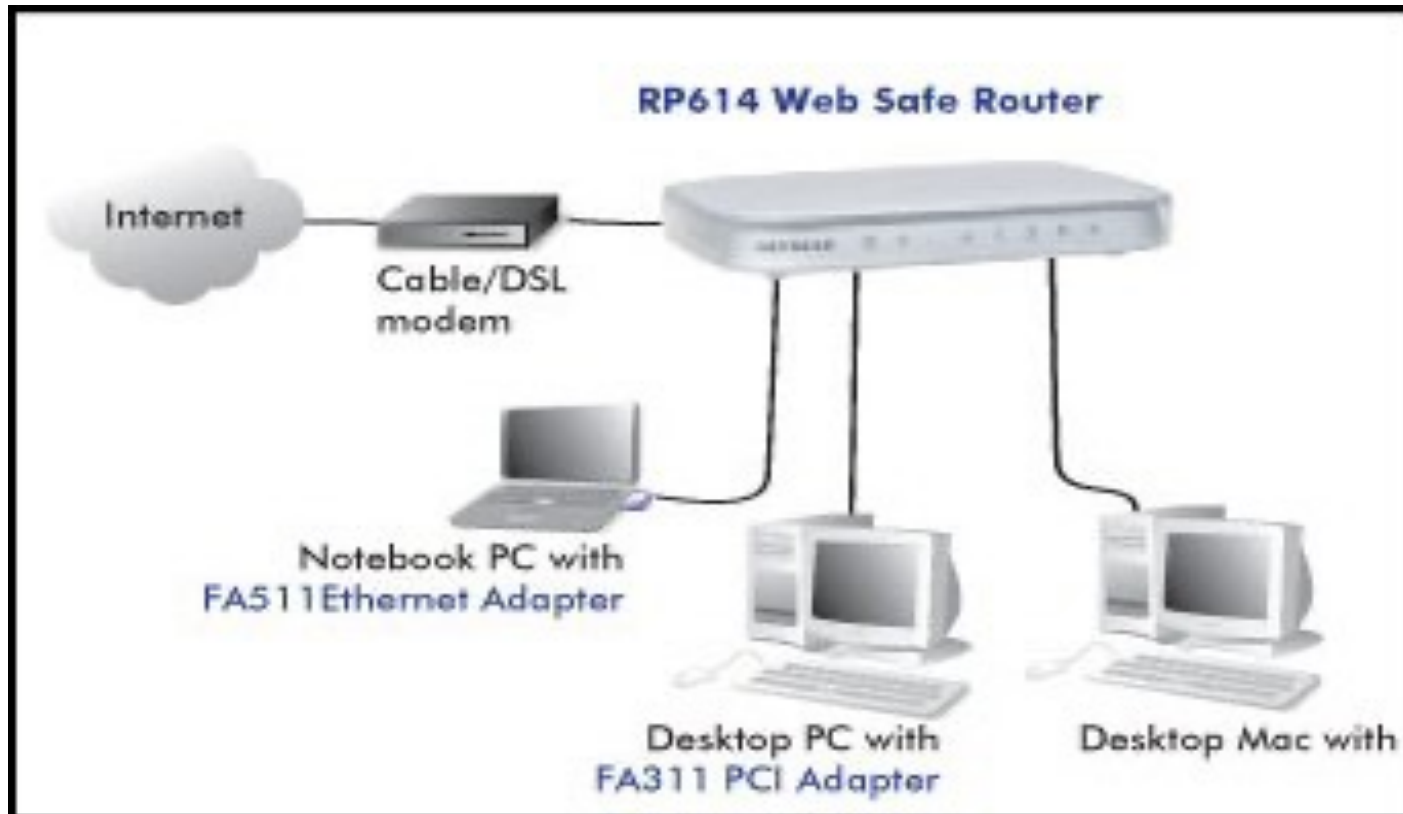 RP614 Web Safe Router
Internet
Cable/DSL
modem
NETGEAR
Notebook PC with
FA511Ethernet Adapter
Desktop PC with
FA311 PCI Adapter
Desktop Mac with